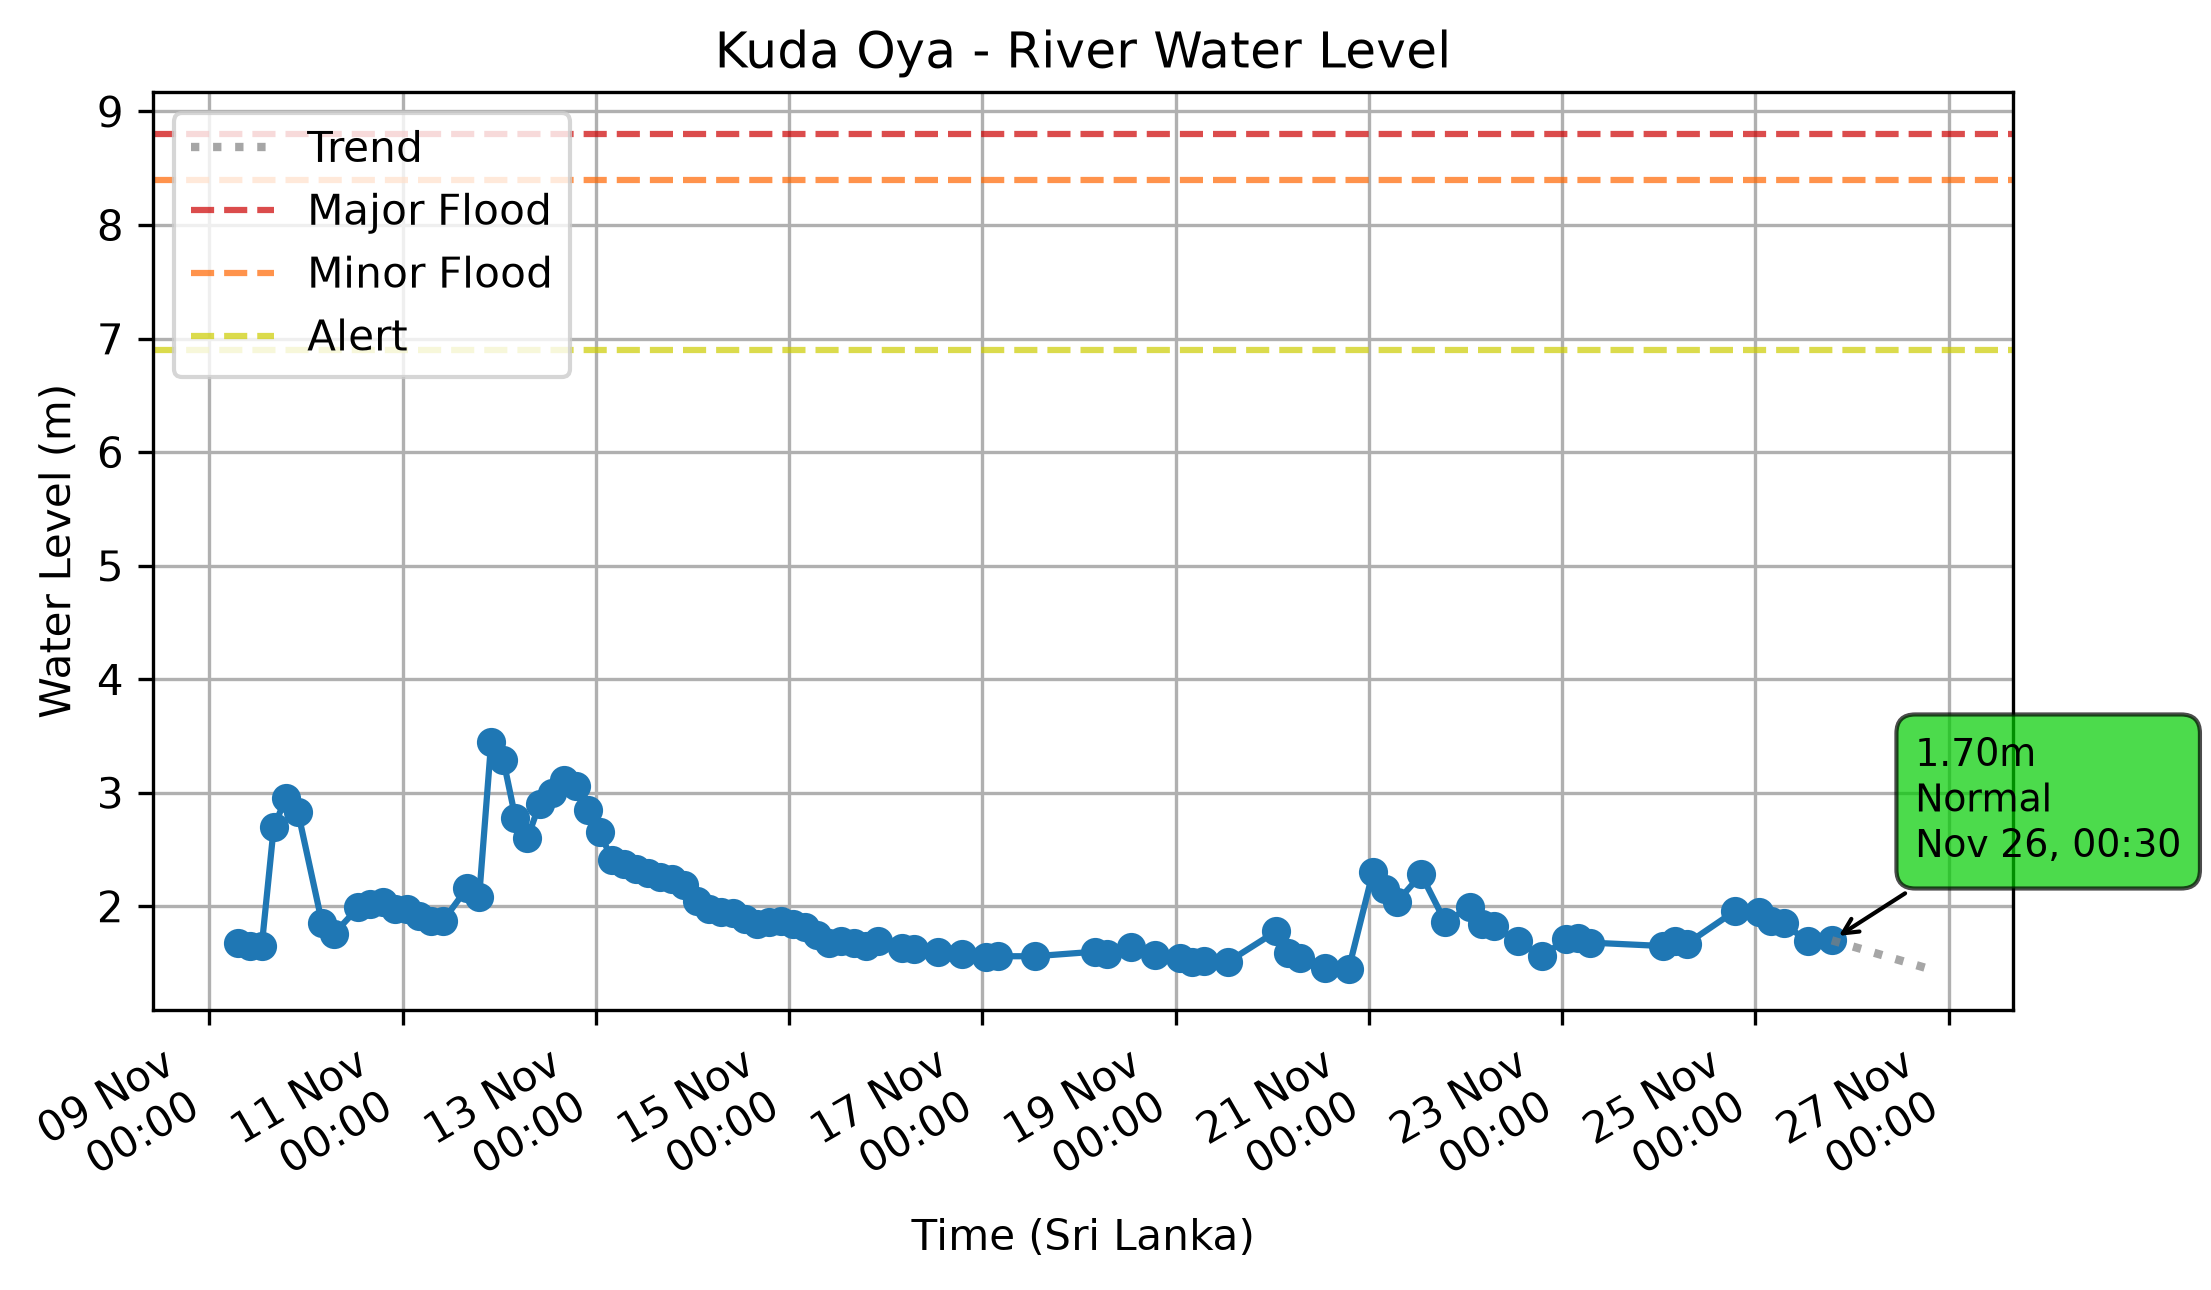 Kuda Oya - River Water Level
9
8
7
6
5
4
3
2
Water Level (m)
Trend
Major Flood
Minor Flood
Alert
1.70m
Normal
Nov 26, 00:30
09 Nov
00:00
11 Nov
00:00
13 Nov
00:00
15 Nov
00:00
17 Nov
00:00
19 Nov
00:00
21 Nov
00:00
23 Nov
00:00
25 Nov
00:00
27 Nov
00:00
Time (Sri Lanka)